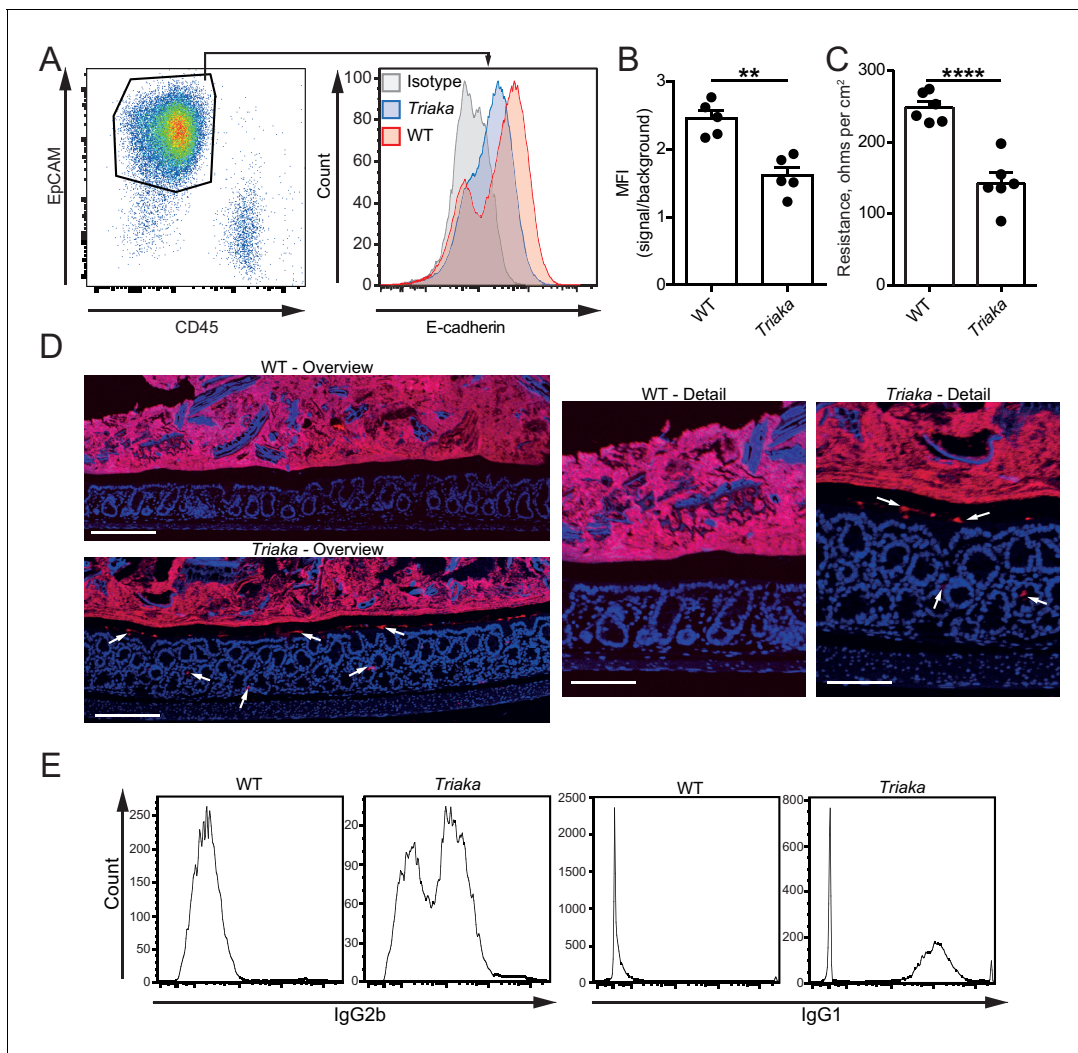 A
EpCAM
CD45
Isotype
Triaka
WT
Count
100
80
60
40
20
0
E-cadherin
B
**
MFI
(signal/background)
3
2
1
0
WT
Triaka
C
****
Resistance, ohms per cm²
300
200
100
0
WT
Triaka
D
WT - Overview
Triaka - Overview
WT - Detail
Triaka - Detail
E
Count
WT
250
200
150
100
50
0
Triaka
120
90
60
30
0
IgG2b
WT
2500
2000
1500
1000
500
0
Triaka
800
600
400
200
0
IgG1